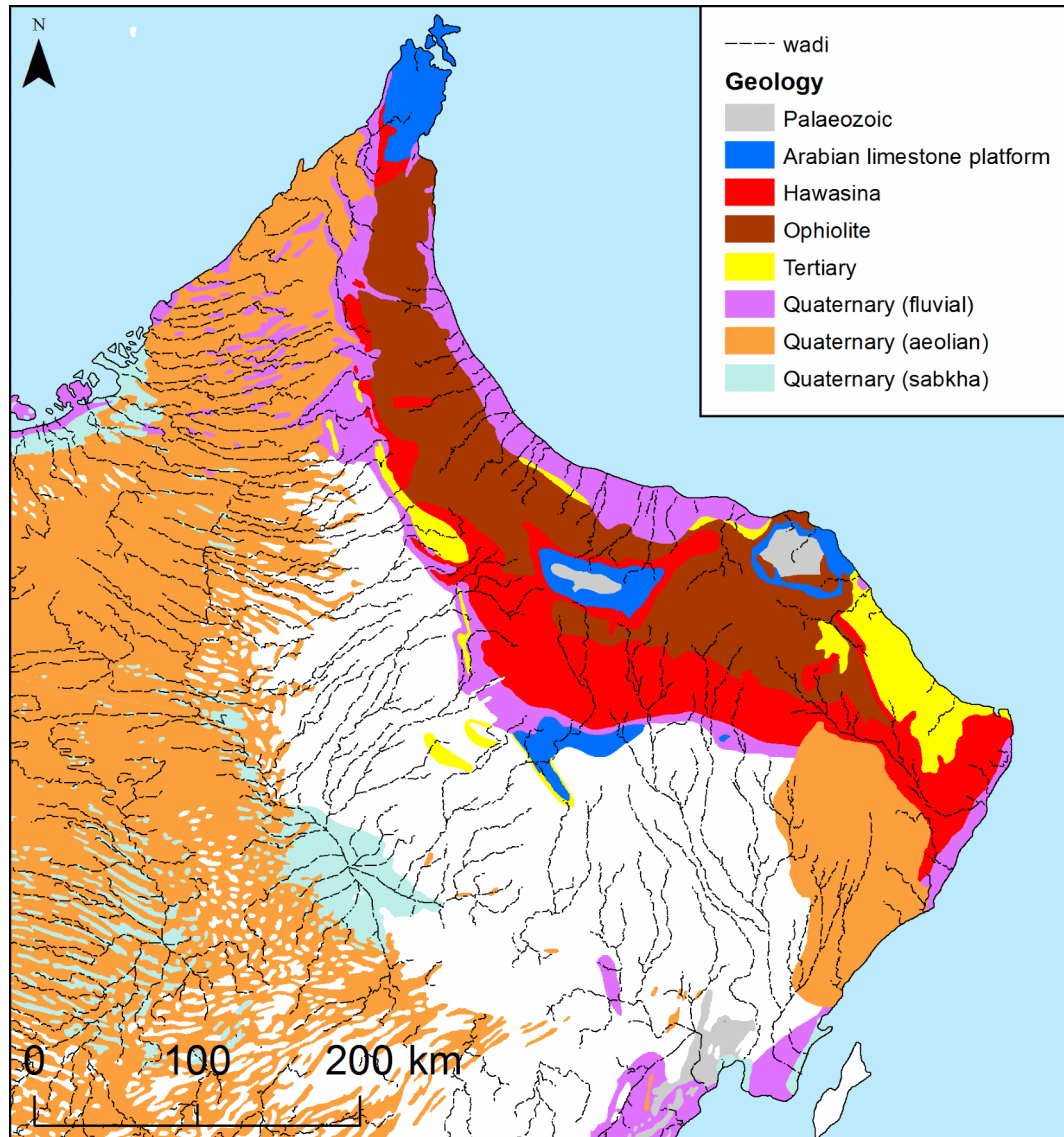 N
wadi
Geology
Palaeozoic
Arabian limestone platform
Hawasina
Ophiolite
Tertiary
Quaternary (fluvial)
Quaternary (aeolian)
Quaternary (sabkha)
0 100 200 km